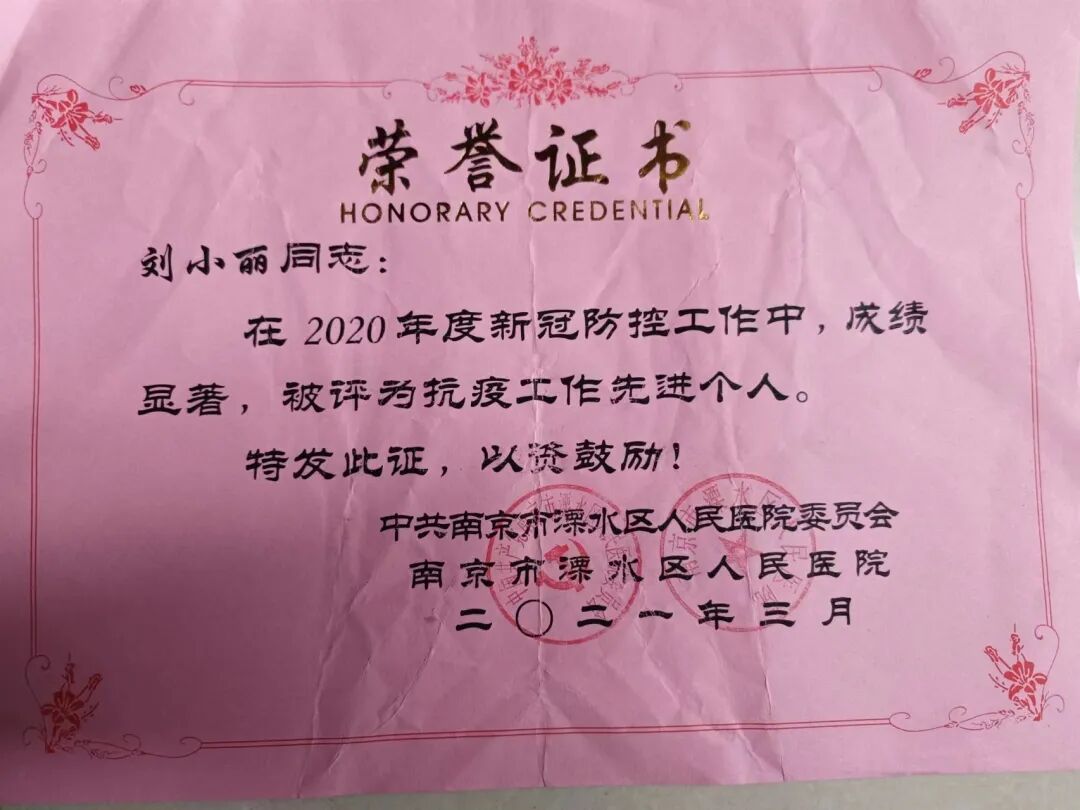 荣誉证书
HONORARY CREDENTIAL
刘小丽同志：
在 2020 年度新冠防控工作中，成绩
显著，被评为抗疫工作先进个人。
特发此证，以资鼓励！
中共南京市溧水区人民医院委员会
南京市溧水区人民医院
二〇二一年三月